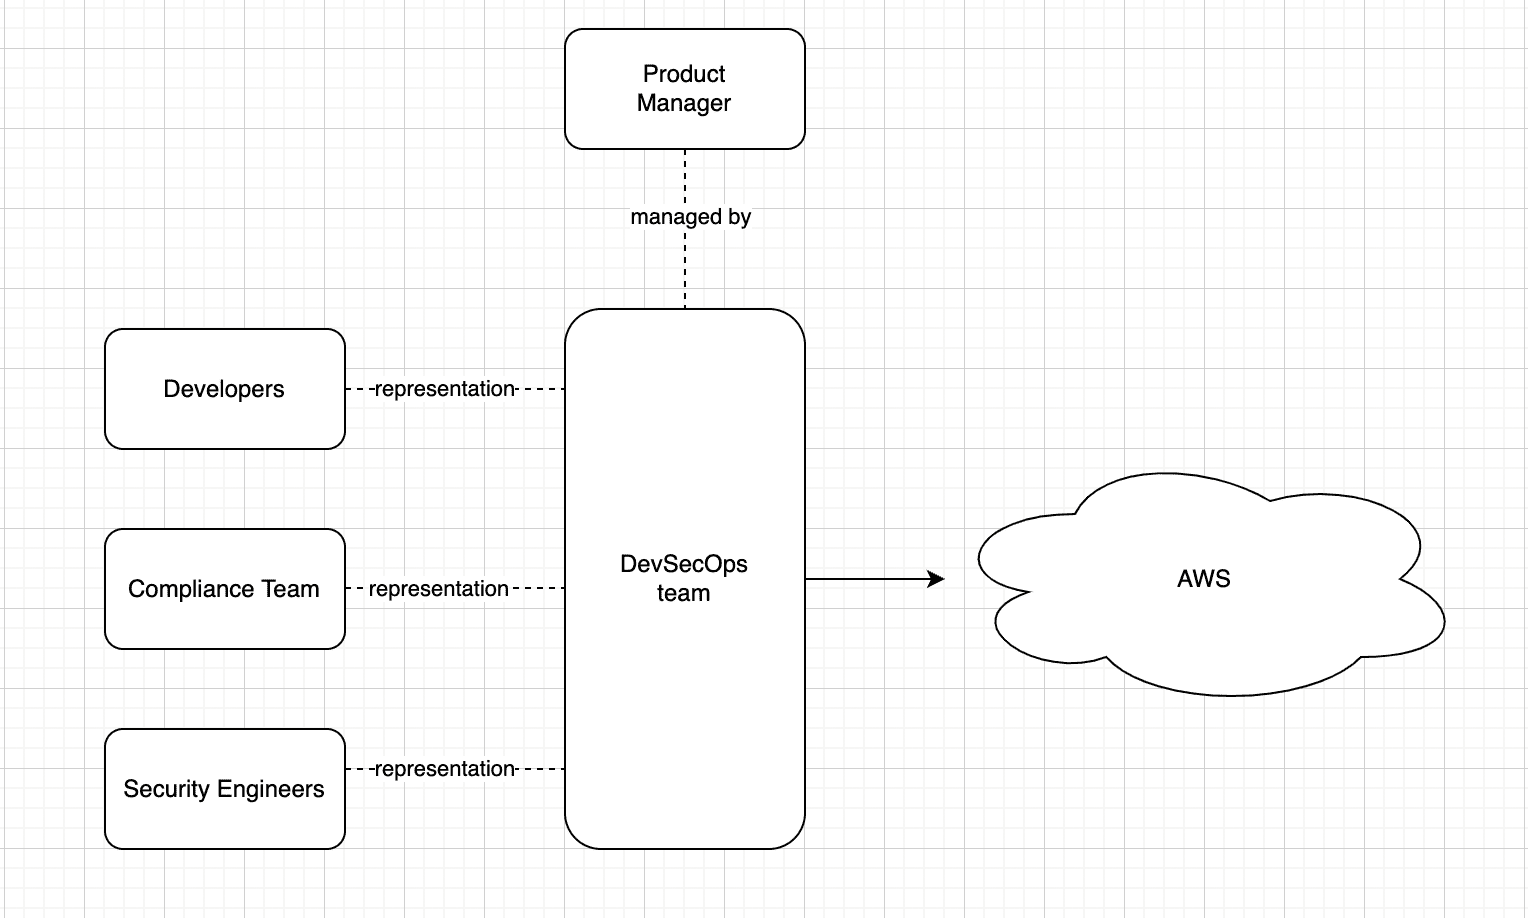 Product
Manager
managed by
Developers
representation
Compliance Team
representation
DevSecOps
team
AWS
Security Engineers
representation